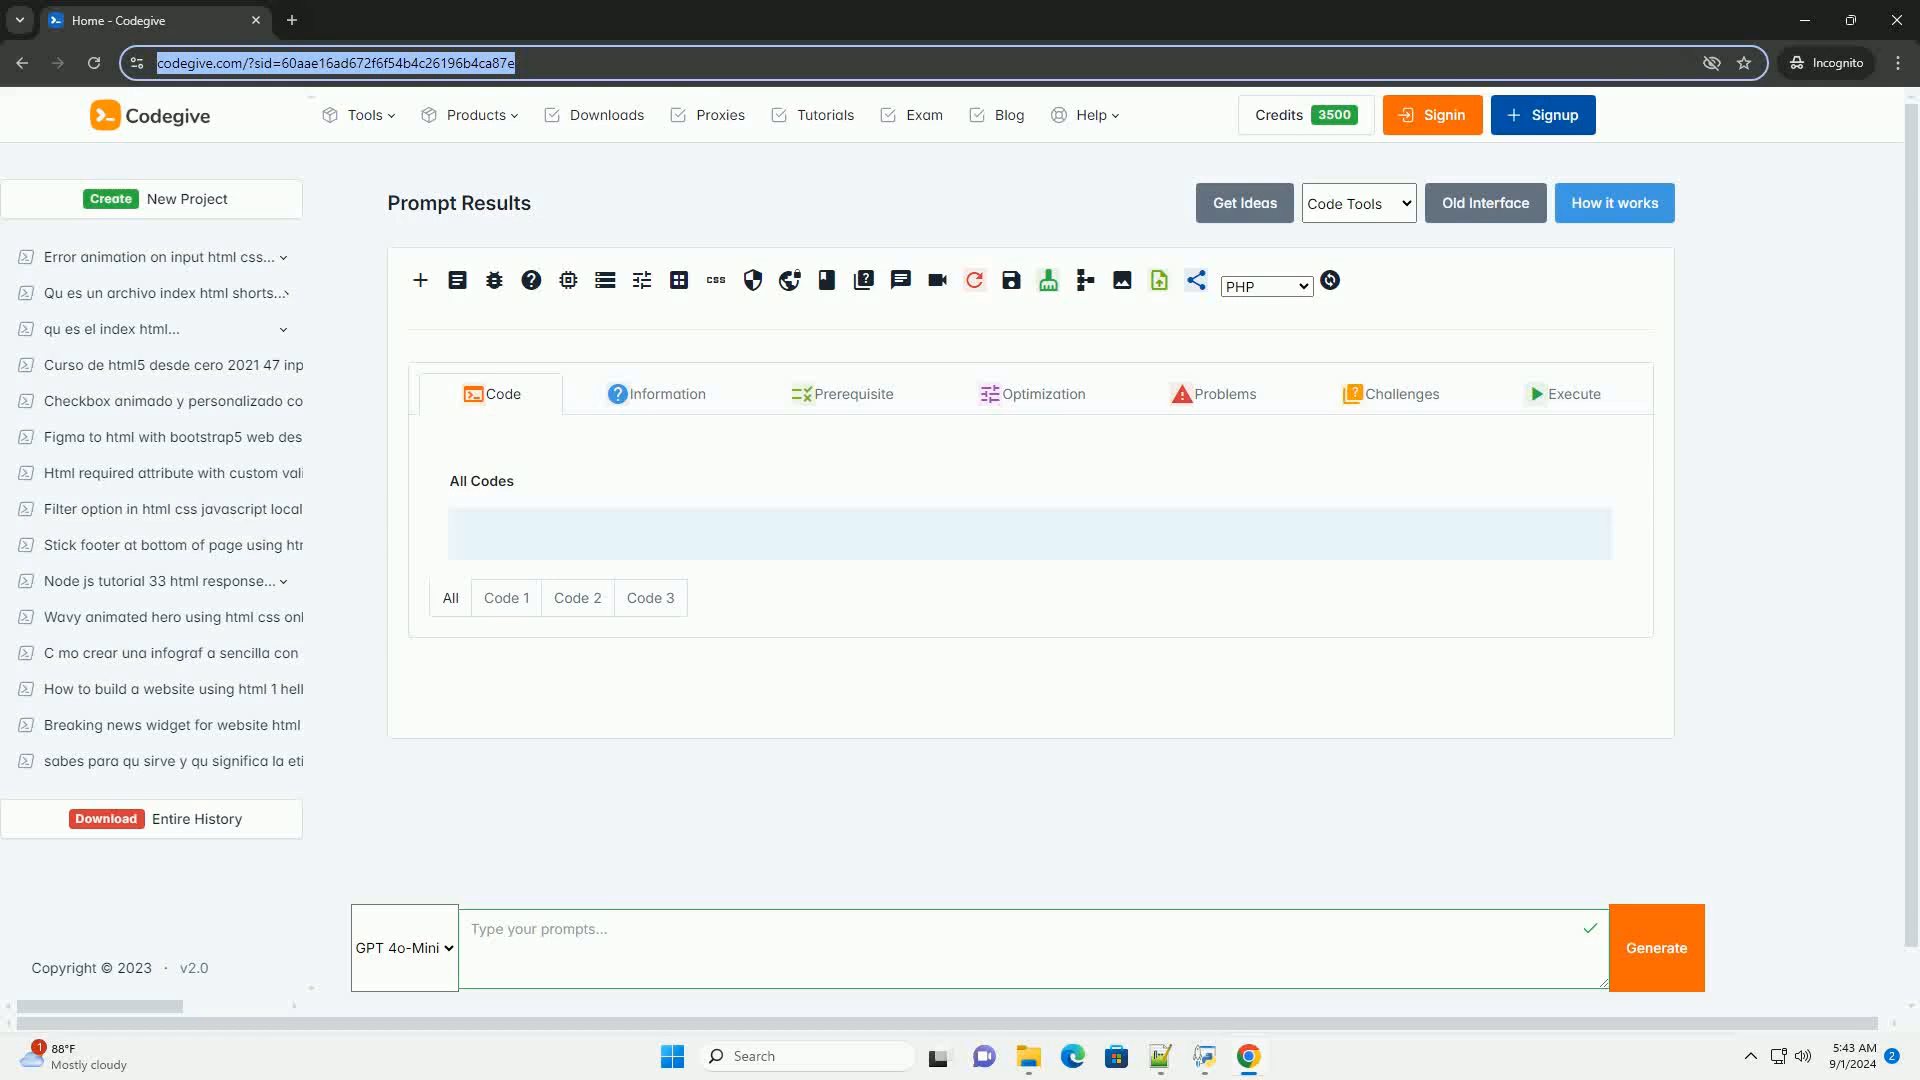 Home - Codegive
codegive.com/?sid=60aae16ad672f6f54b4c26196b4ca87e
Incognito
Codegive
Tools
Products
Downloads
Proxies
Tutorials
Exam
Blog
Help
Credits 3500
Signin
Signup
Create New Project
Error animation on input html css...
Qu es un archivo index html shorts...
qu es el index html...
Curso de html5 desde cero 2021 47 inp
Checkbox animado y personalizado co
Figma to html with bootstrap5 web des
Html required attribute with custom vali
Filter option in html css javascript local
Stick footer at bottom of page using htr
Node js tutorial 33 html response...
Wavy animated hero using html css onl
C mo crear una infograf a sencilla con
How to build a website using html 1 hell
Breaking news widget for website html
sabes para qu sirve y qu significa la eti
Download Entire History
Copyright © 2023 · v2.0
Prompt Results
Get Ideas
Code Tools
Old Interface
How it works
css
PHP
Code
Information
Prerequisite
Optimization
Problems
Challenges
Execute
All Codes
All
Code 1
Code 2
Code 3
GPT 4o-Mini
Type your prompts...
Generate
1
88°F
Mostly cloudy
Search
5:43 AM
9/1/2024
2